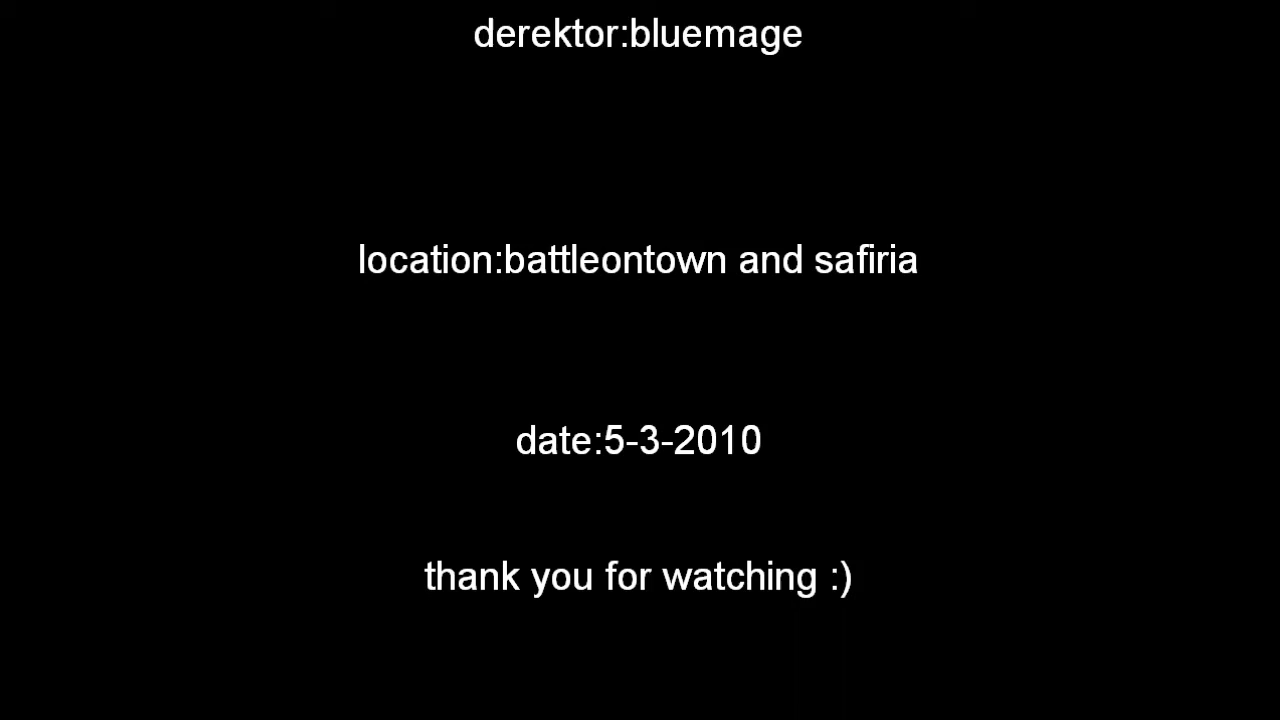 derektor:bluemage
location:battleontown and safiria
date:5-3-2010
thank you for watching :)